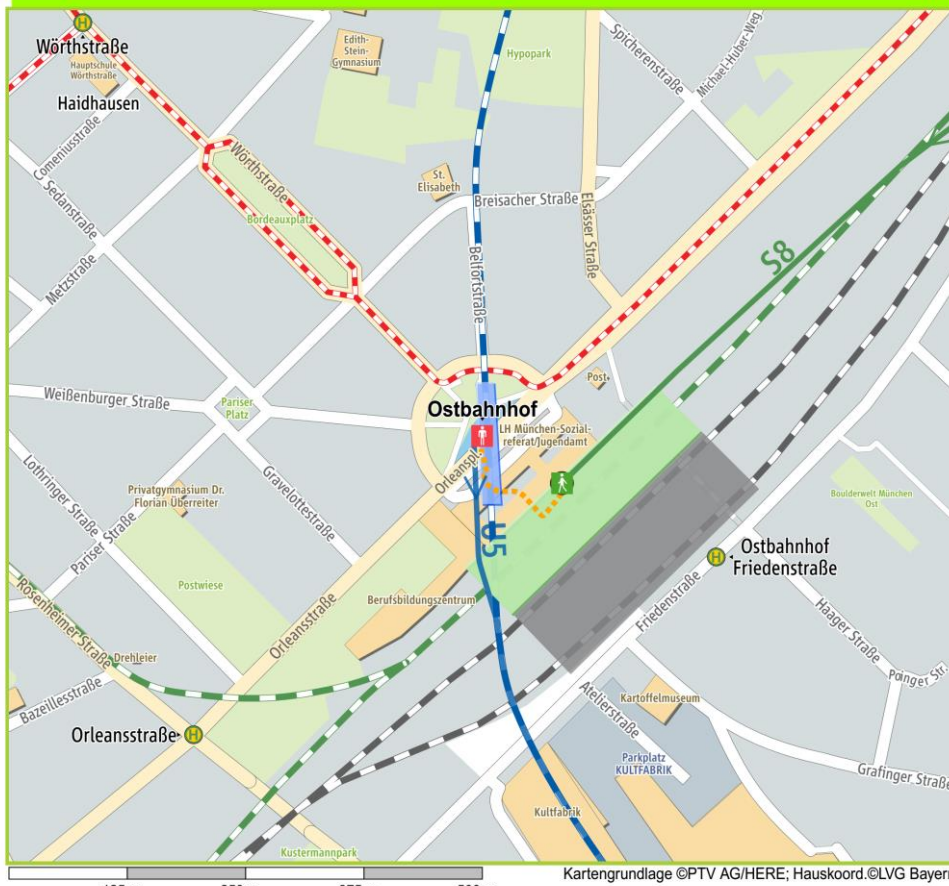 Wörthstraße
Hauptschule
Wörthstraße
Haidhausen
Edith-
Stein-
Gymnasium
Hypopark
Spicherenstraße
Michael-Huber-Weg
Comeniusstraße
Sedanstraße
Metzstraße
Wörthstraße
Bordeauxplatz
St.
Elisabeth
Breisacher Straße
Elsässer Straße
Belfortstraße
S8
Weißenburger Straße
Pariser
Platz
Post
Ostbahnhof
LH München-Sozial-
referat/Jugendamt
Orleanspl
Lothringer Straße
Privatgymnasium Dr.
Florian Überreiter
Gravelottestraße
Pariser Straße
Boulderwelt München
Ost
U5
Ostbahnhof
Friedenstraße
Postwiese
Berufsbildungszentrum
Friedenstraße
Rosenheimer Straße
Orleansstraße
Haager Straße
Drehleier
Bazeillesstraße
Poinger Str.
Orleansstraße
Kartoffelmuseum
Atelierstraße
Parkplatz
KULTFABRIK
Grafinger Straße
Kultfabrik
Kustermannpark
Kartengrundlage ©PTV AG/HERE; Hauskoord.©LVG Bayern